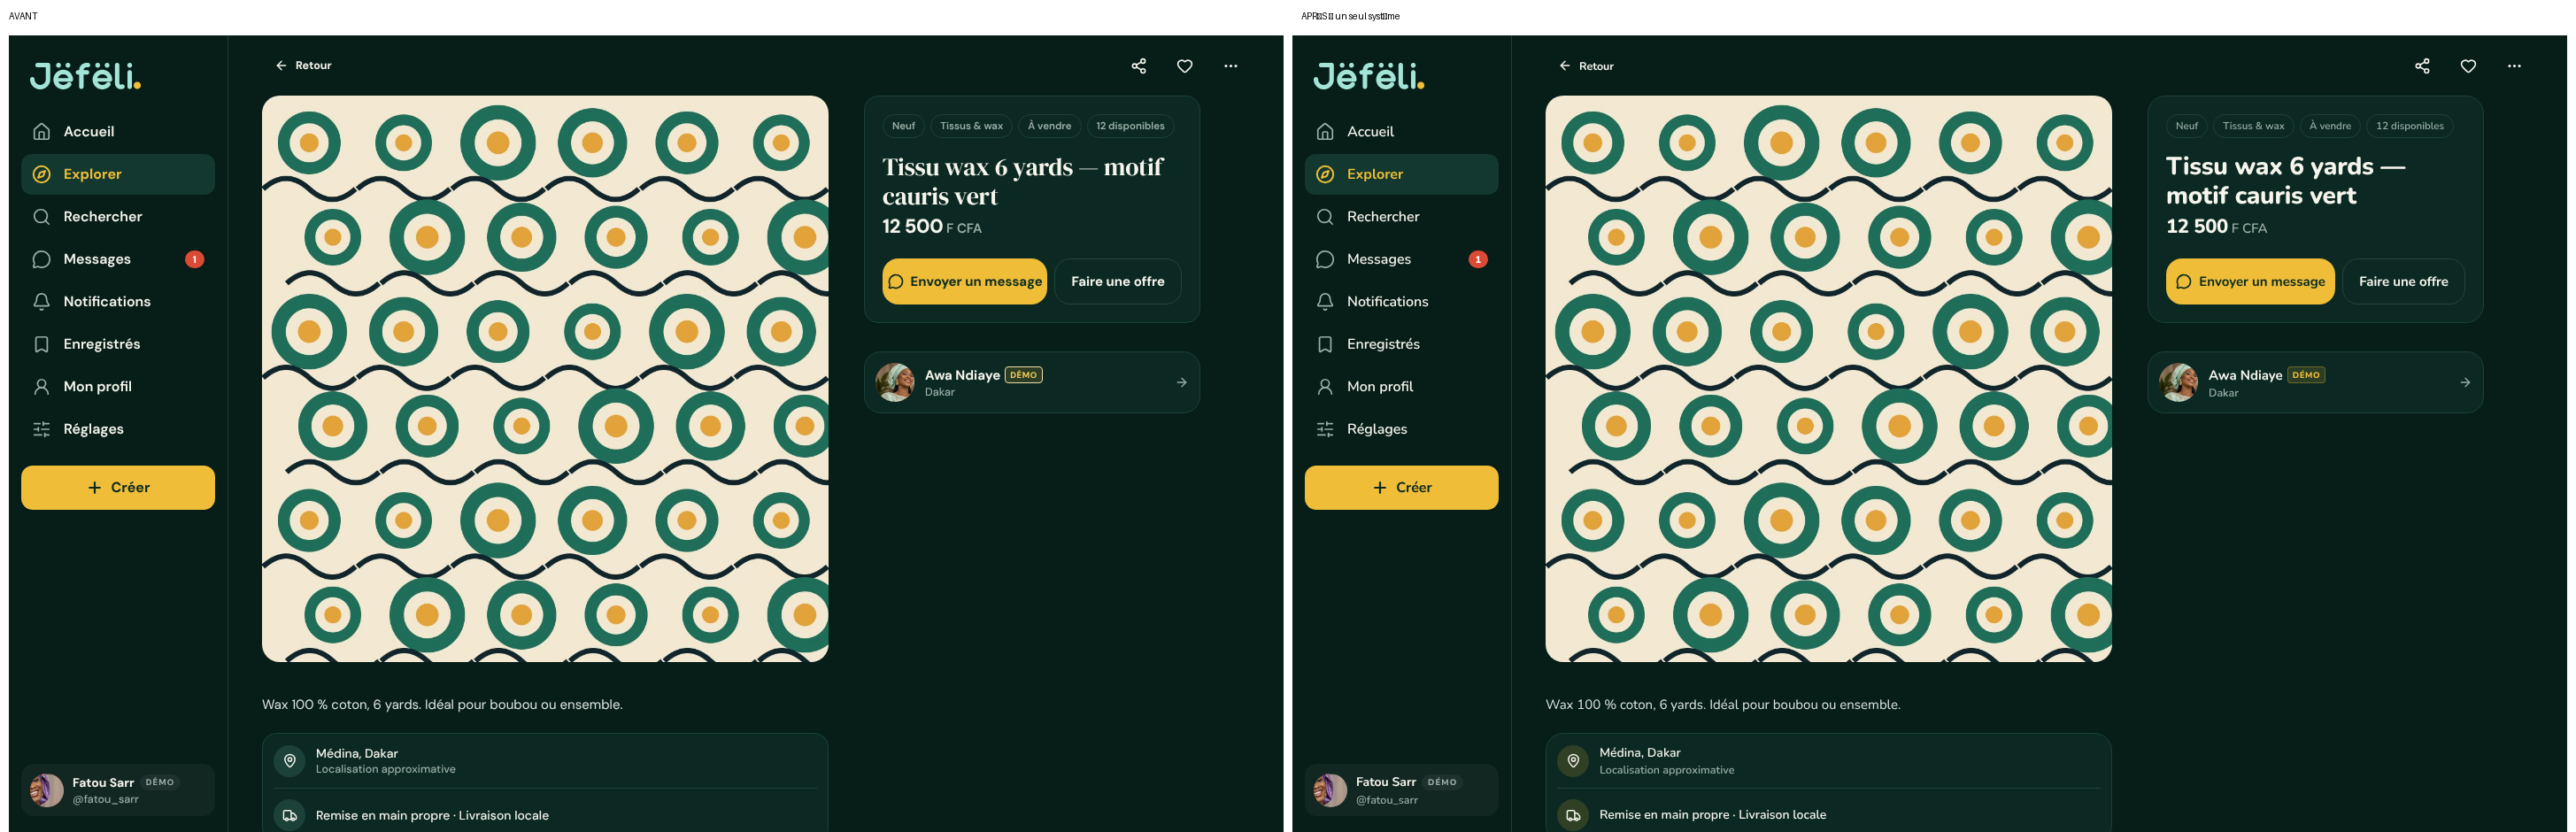 AVANT
Jëfëli.
Accueil
Explorer
Rechercher
Messages
1
Notifications
Enregistrés
Mon profil
Réglages
Créer
Fatou Sarr DÉMO
@fatou_sarr
Retour
Neuf
Tissus & wax
À vendre
12 disponibles
Tissu wax 6 yards — motif
cauris vert
12 500 F CFA
Envoyer un message
Faire une offre
Awa Ndiaye DÉMO
Dakar
Wax 100 % coton, 6 yards. Idéal pour boubou ou ensemble.
Médina, Dakar
Localisation approximative
Remise en main propre · Livraison locale
APR□S □ un seul syst□me
Jëfëli.
Accueil
Explorer
Rechercher
Messages
1
Notifications
Enregistrés
Mon profil
Réglages
Créer
Fatou Sarr DÉMO
@fatou_sarr
Retour
Neuf
Tissus & wax
À vendre
12 disponibles
Tissu wax 6 yards —
motif cauris vert
12 500 F CFA
Envoyer un message
Faire une offre
Awa Ndiaye DÉMO
Dakar
Wax 100 % coton, 6 yards. Idéal pour boubou ou ensemble.
Médina, Dakar
Localisation approximative
Remise en main propre · Livraison locale